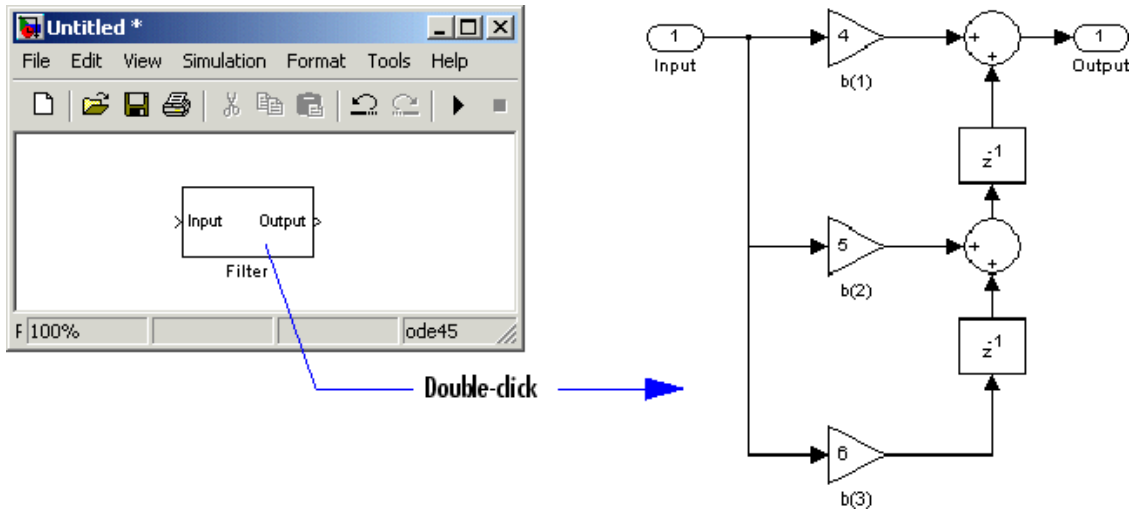 Untitled *
File Edit View Simulation Format Tools Help
Input Output
Filter
F 100% ode45
Double-click
1
Input
4
b(1)
+
+
1
Output
z-1
5
b(2)
+
+
z-1
6
b(3)